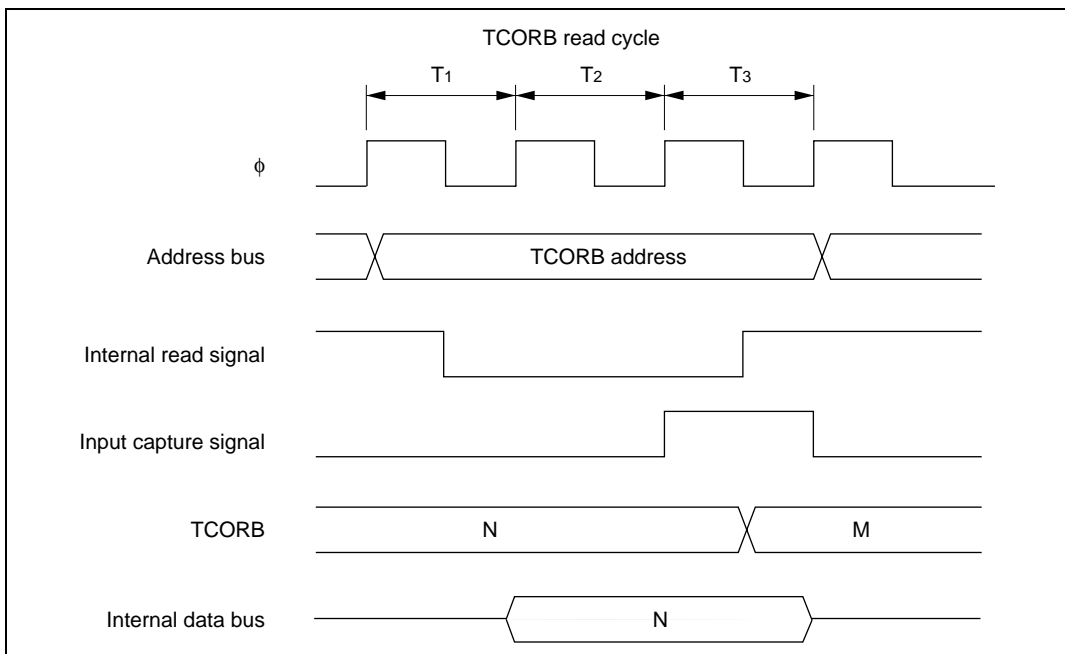 TCORB read cycle
T1 T2 T3
ϕ
Address bus TCORB address
Internal read signal
Input capture signal
TCORB N M
Internal data bus N